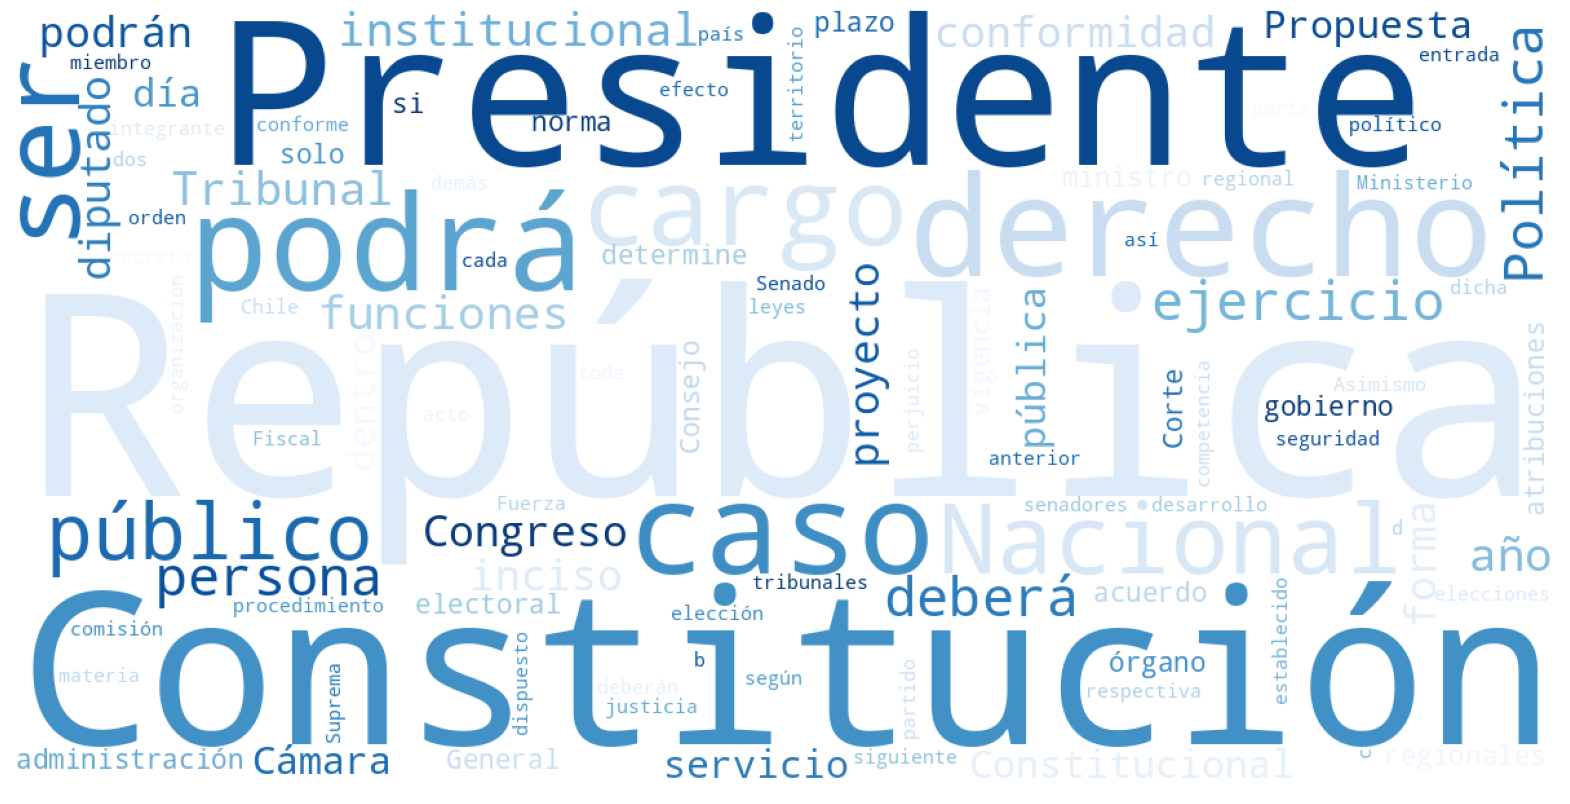 podrán
institucional
país
plazo
conformidad
Propuesta
miembro
Presidente
entrada
ser
diputado
día
si
efecto
territorio
parte
Política
integrante
conforme
norma
político
dos
solo
Tribunal
demás
cargo
ministro
regional
Ministerio
orden
podrá
derecho
decreto
cada
determine
así
organización
Chile
funciones
Senado
leyes
proyecto
vigencia
pública
ejercicio
dicha
República
dentro
toda
Consejo
perjuicio
Corte
competencia
Asimismo
atribuciones
acto
gobierno
Fiscal
seguridad
anterior
público
Fuerza
Congreso
caso
senadores
desarrollo
Nacional
d
forma
año
persona
inciso
tribunales
deberá
acuerdo
elecciones
procedimiento
electoral
elección
establecido
Constitución
comisión
materia
Suprema
dispuesto
b
según
deberán
justicia
partido
órgano
respectiva
administración
Cámara
General
servicio
siguiente
Constitucional
c
regionales